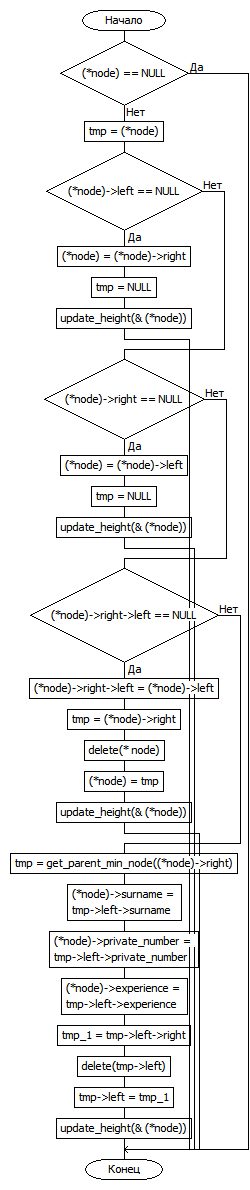 Начало
(*node) == NULL
Да
Нет
tmp = (*node)
(*node)->left == NULL
Нет
Да
(*node) = (*node)->right
tmp = NULL
update_height(& (*node))
(*node)->right == NULL
Нет
Да
(*node) = (*node)->left
tmp = NULL
update_height(& (*node))
(*node)->right->left == NULL
Нет
Да
(*node)->right->left = (*node)->left
tmp = (*node)->right
delete(* node)
(*node) = tmp
update_height(& (*node))
tmp = get_parent_min_node((*node)->right)
(*node)->surname =
tmp->left->surname
(*node)->private_number =
tmp->left->private_number
(*node)->experience =
tmp->left->experience
tmp_1 = tmp->left->right
delete(tmp->left)
tmp->left = tmp_1
update_height(& (*node))
Конец